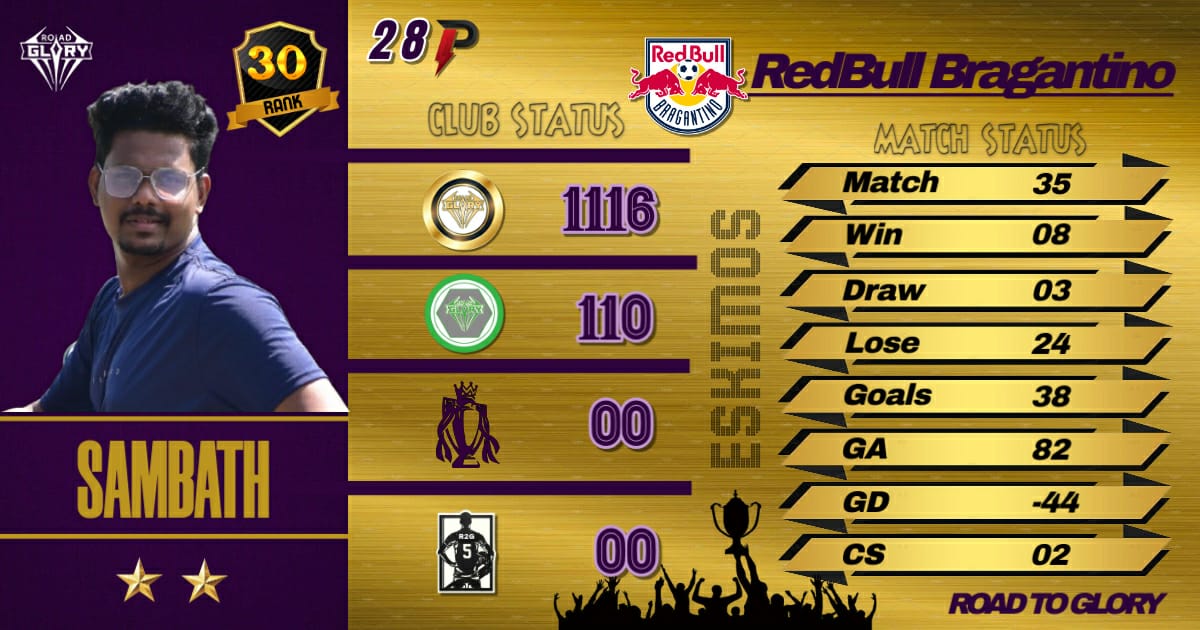 ROAD
GLORY
30
RANK
SAMBATH
28 P
CLUB STATUS
1116
110
00
R2G
5
00
ESKIMOS
Red Bull
BRAGANTINO
RedBull Bragantino
MATCH STATUS
Match 35
Win 08
Draw 03
Lose 24
Goals 38
GA 82
GD -44
CS 02
ROAD TO GLORY